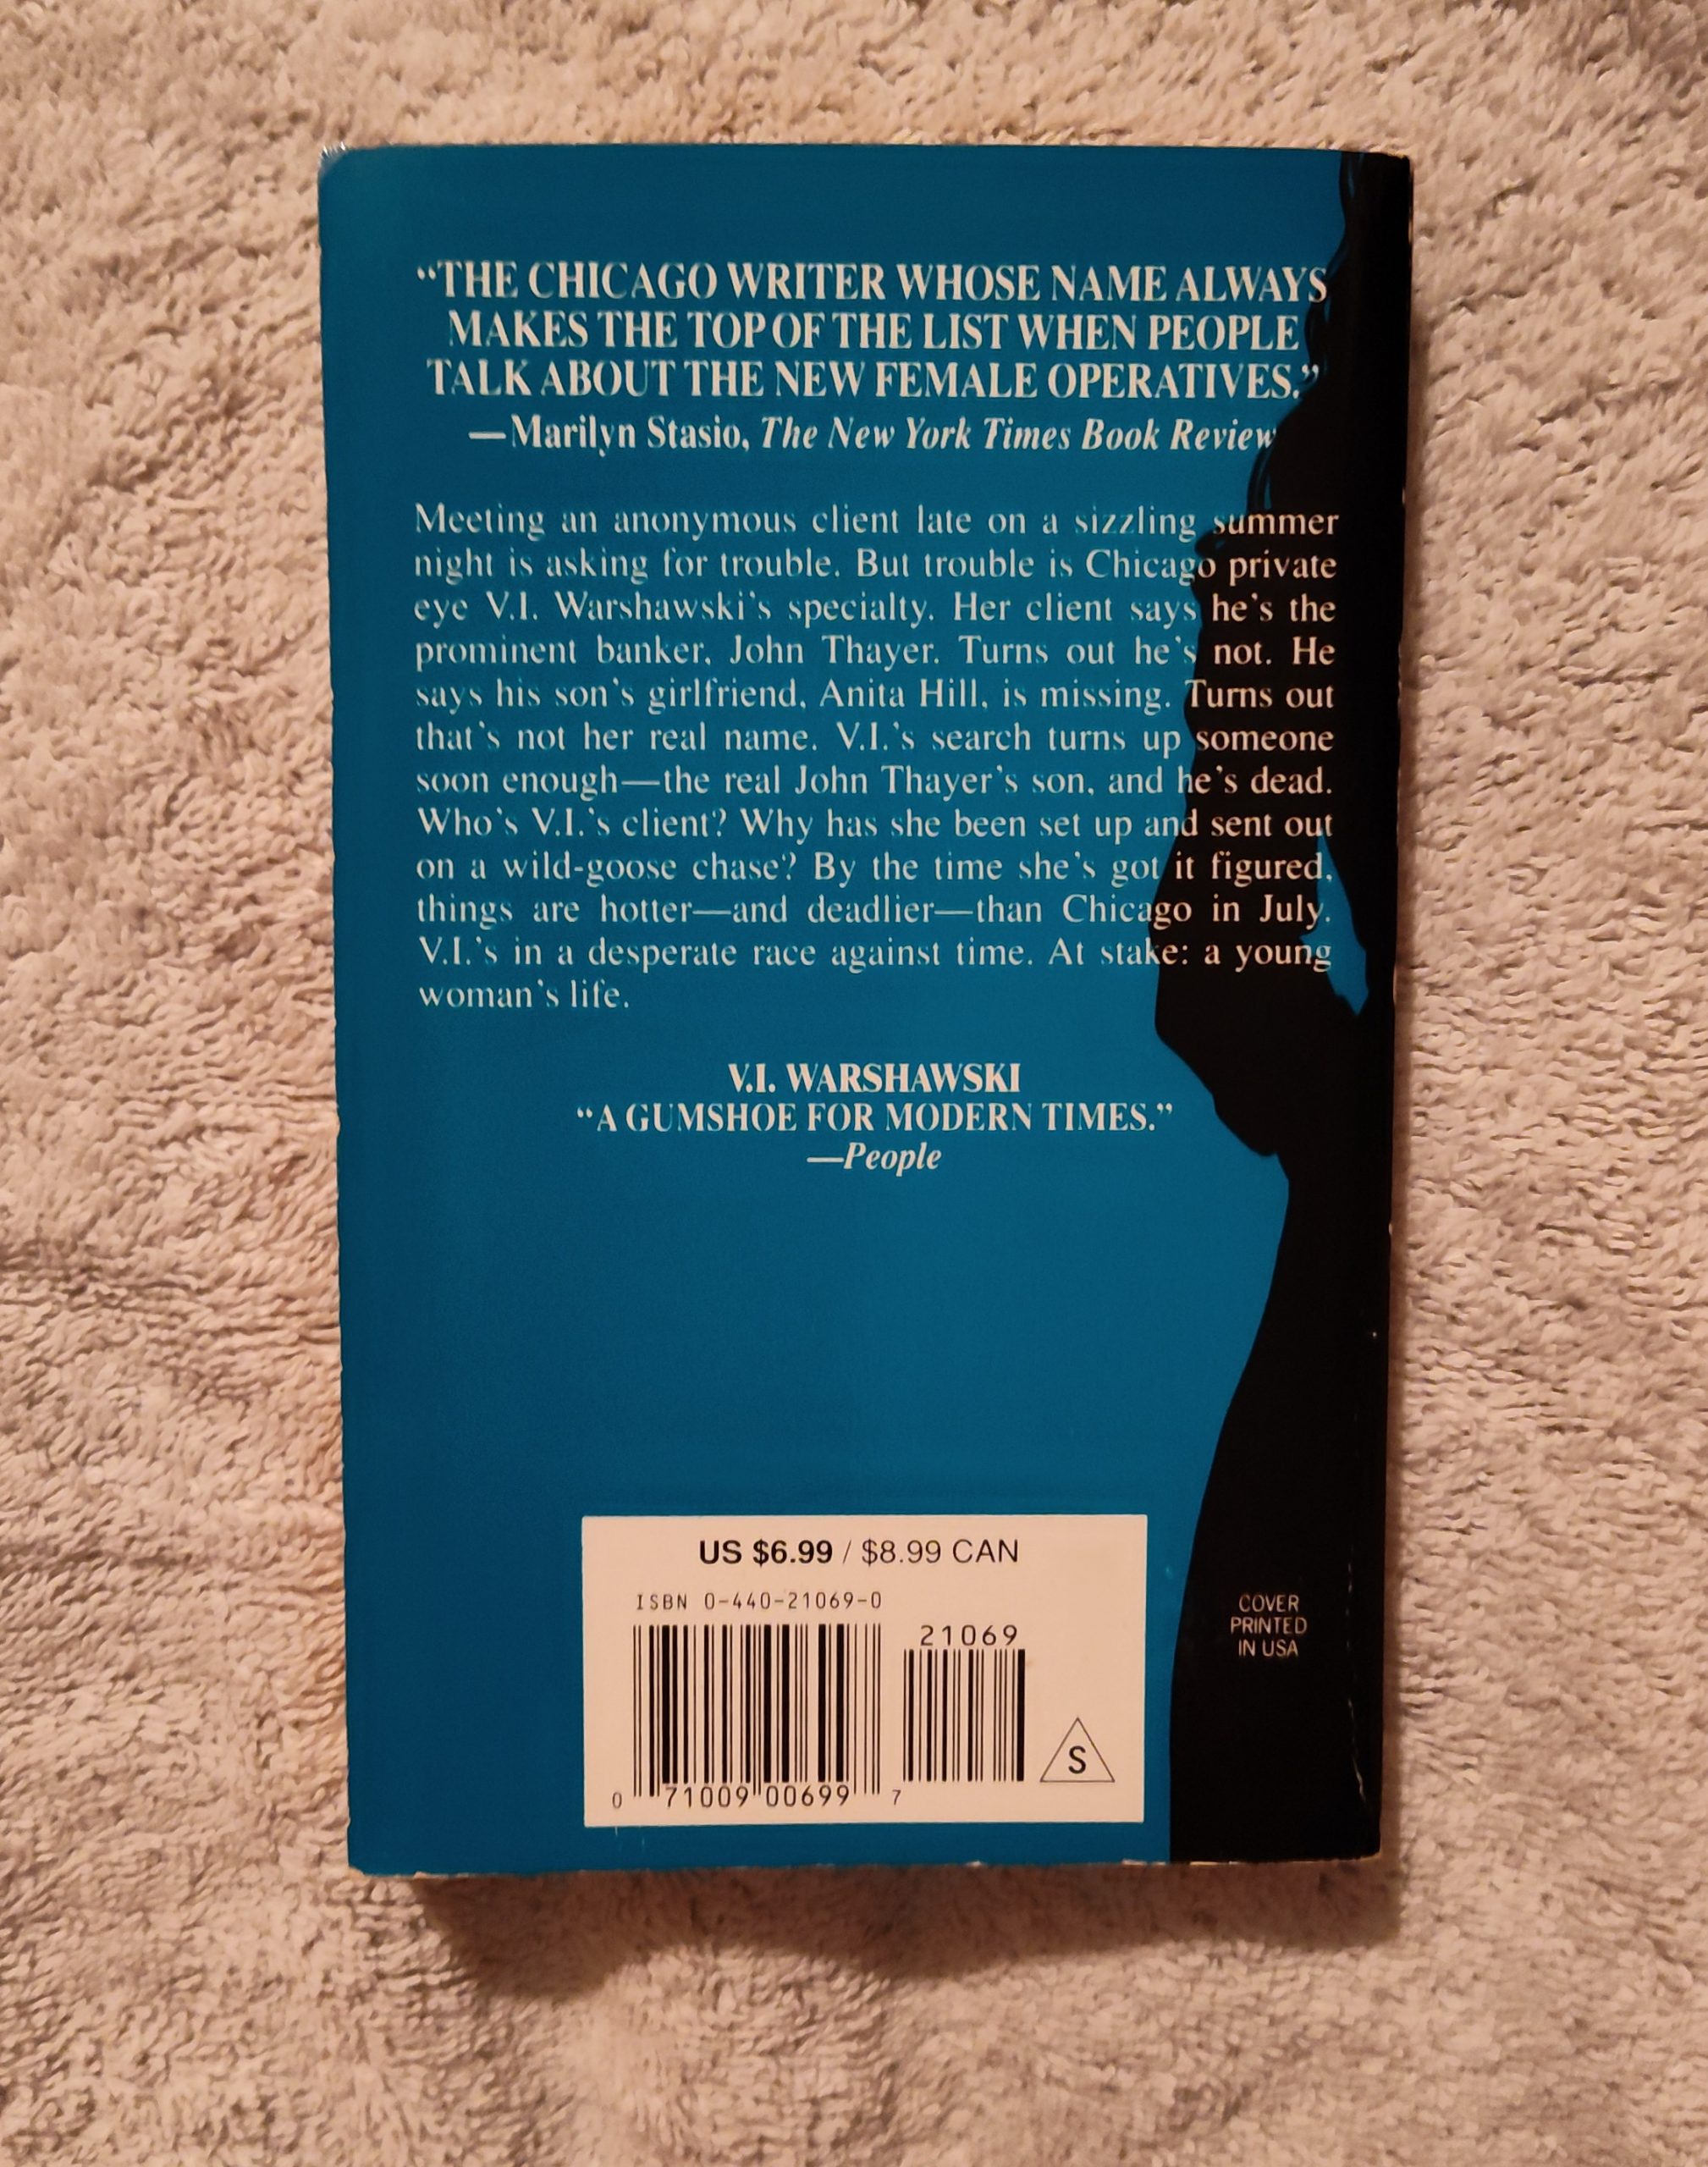 “THE CHICAGO WRITER WHOSE NAME ALWAYS
MAKES THE TOP OF THE LIST WHEN PEOPLE
TALK ABOUT THE NEW FEMALE OPERATIVES.”
—Marilyn Stasio, The New York Times Book Review
Meeting an anonymous client late on a sizzling summer
night is asking for trouble. But trouble is Chicago private
eye V.I. Warshawski’s specialty. Her client says he’s the
prominent banker, John Thayer. Turns out he’s not. He
says his son’s girlfriend, Anita Hill, is missing. Turns out
that’s not her real name. V.I.’s search turns up someone
soon enough—the real John Thayer’s son, and he’s dead.
Who’s V.I.’s client? Why has she been set up and sent out
on a wild-goose chase? By the time she’s got it figured,
things are hotter—and deadlier—than Chicago in July.
V.I.’s in a desperate race against time. At stake: a young
woman’s life.
V.I. WARSHAWSKI
“A GUMSHOE FOR MODERN TIMES.”
—People
US $6.99 / $8.99 CAN
ISBN 0-440-21069-0
21069
0 71009 00699 7
S
COVER
PRINTED
IN USA